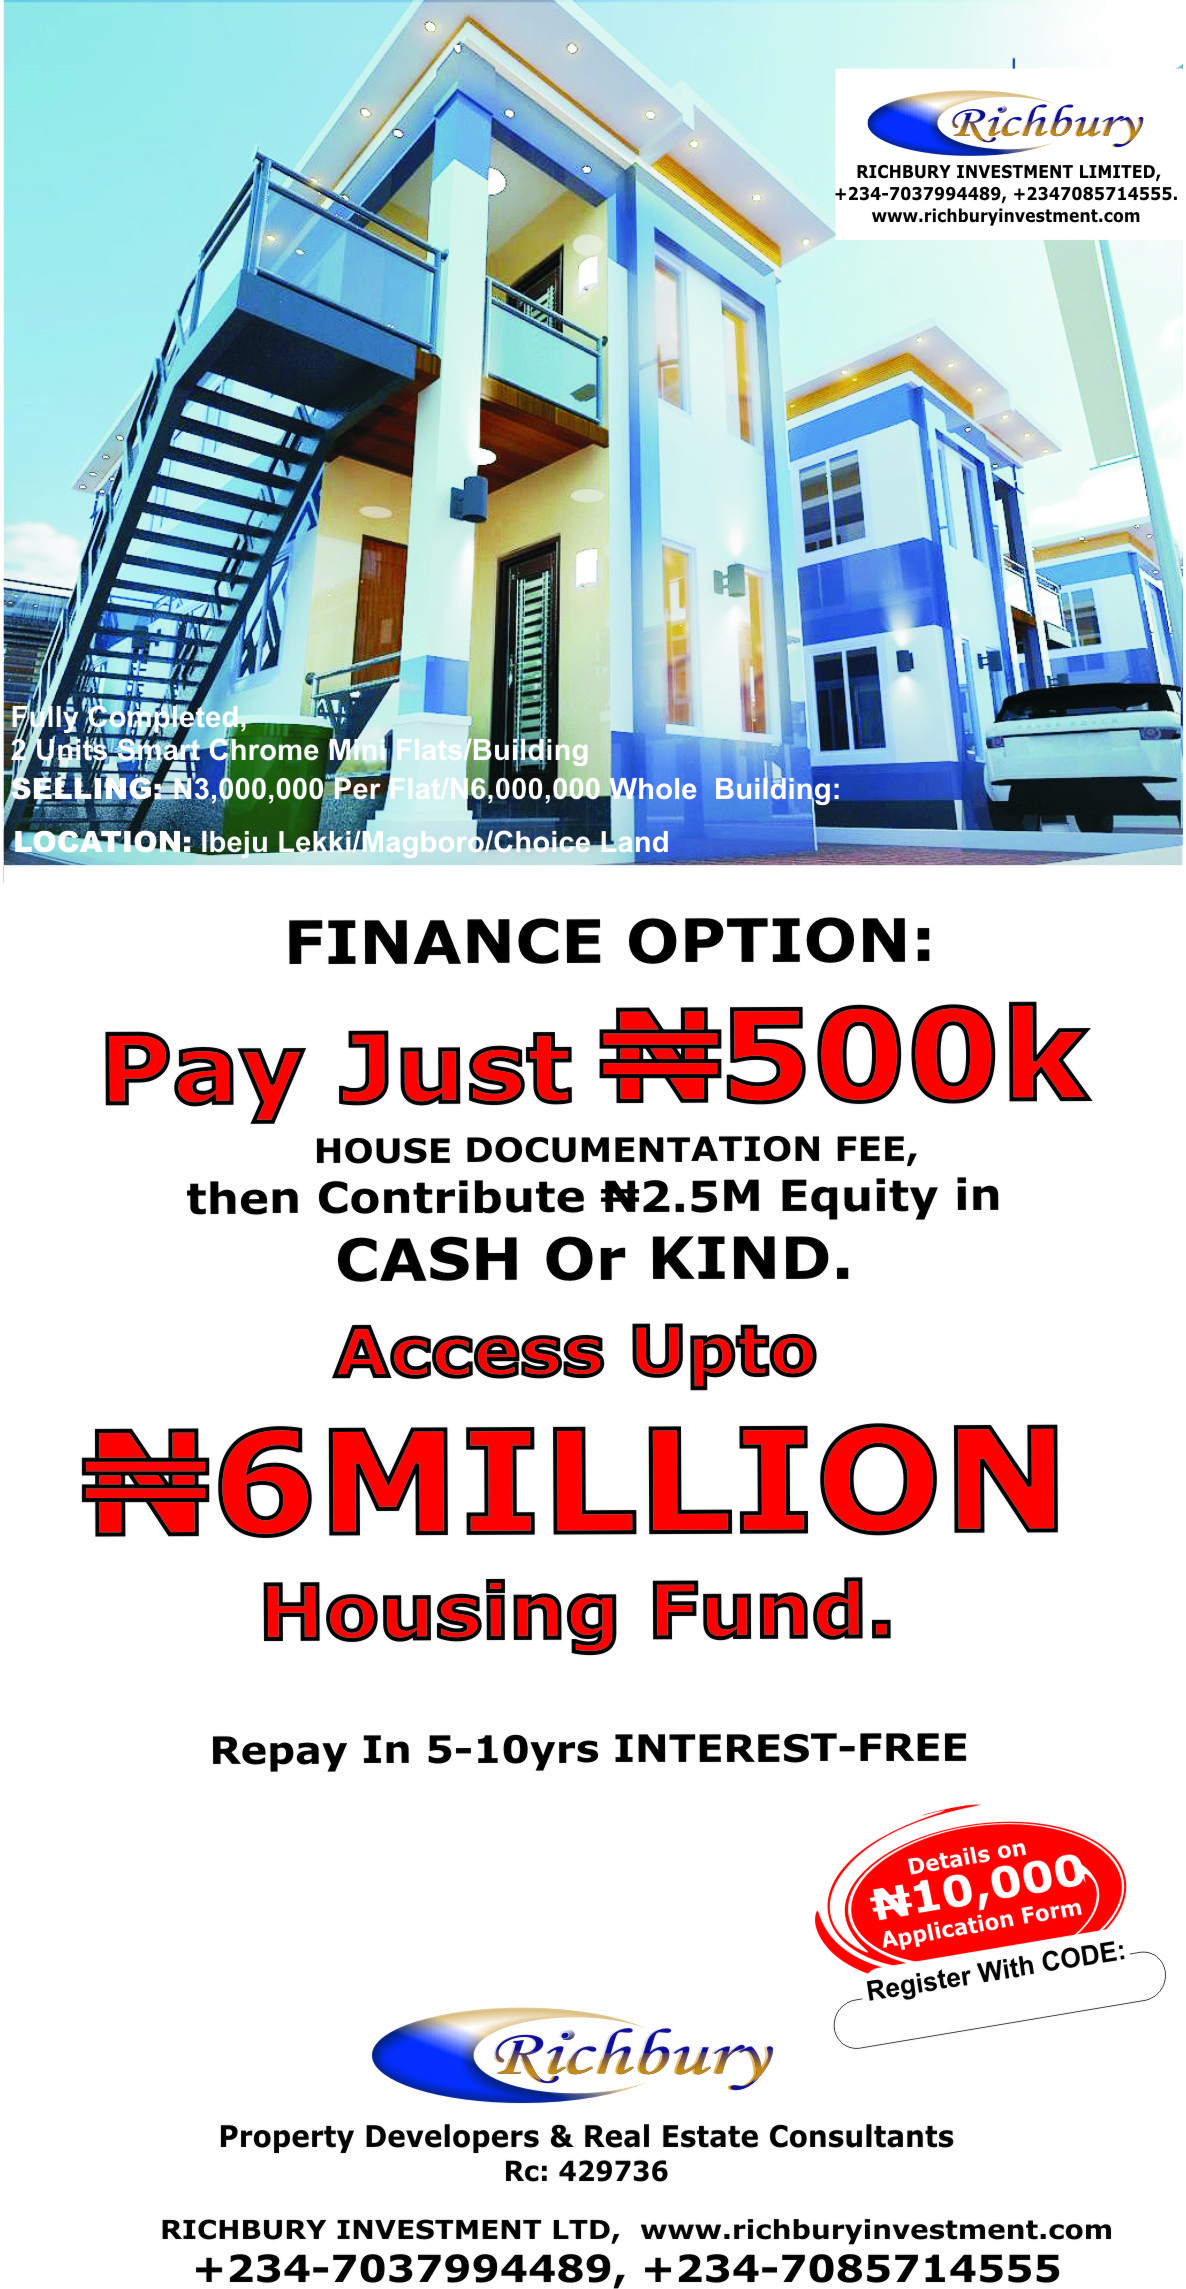 Richbury
RICHBURY INVESTMENT LIMITED,
+234-7037994489, +2347085714555.
www.richburyinvestment.com
Fully Completed,
2 Units Smart Chrome Mini Flats/Building
SELLING: N3,000,000 Per Flat/N6,000,000 Whole Building:
LOCATION: Ibeju Lekki/Magboro/Choice Land
FINANCE OPTION:
Pay Just ₦500k
HOUSE DOCUMENTATION FEE,
then Contribute ₦2.5M Equity in
CASH Or KIND.
Access Upto
₦6MILLION
Housing Fund.
Repay In 5-10yrs INTEREST-FREE
Details on
₦10,000
Application Form
Register With CODE:
Richbury
Property Developers & Real Estate Consultants
Rc: 429736
RICHBURY INVESTMENT LTD, www.richburyinvestment.com
+234-7037994489, +234-7085714555